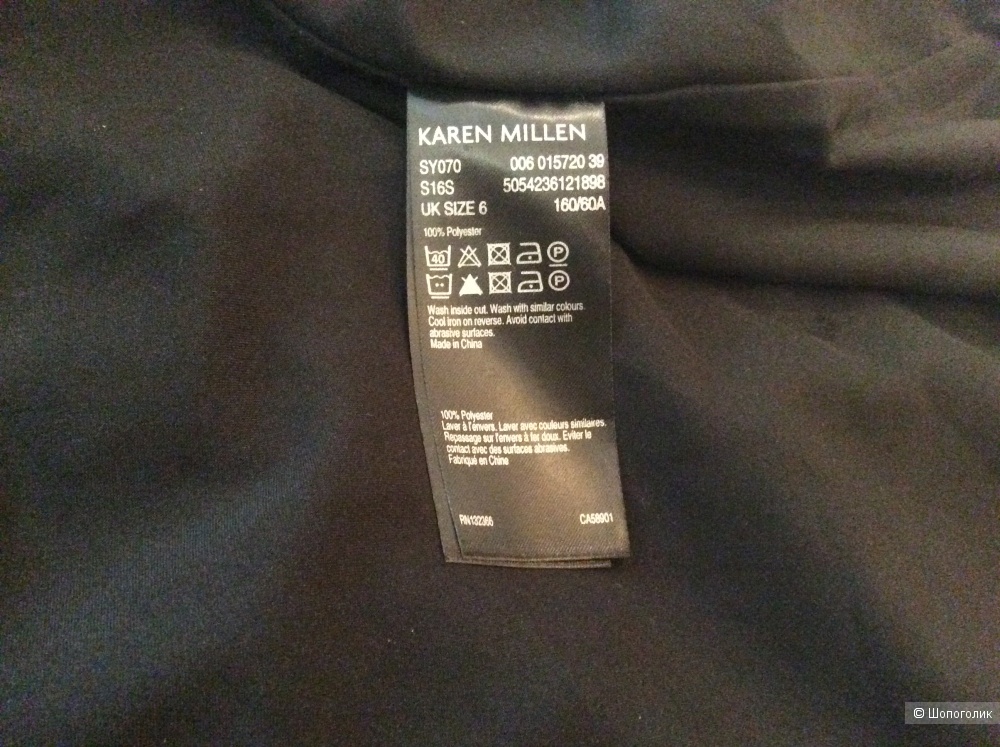 KAREN MILLEN
SY070 006 015720 39
S16S 5054236121898
UK SIZE 6 160/60A
100% Polyester
40 P
P
Wash inside out. Wash with similar colours.
Cool iron on reverse. Avoid contact with
abrasive surfaces.
Made in China
100% Polyester
Laver à l'envers. Laver avec couleurs similaires.
Repassage sur l'envers à fer doux. Eviter le
contact avec des surfaces abrasives.
Fabriqué en Chine
RN132366 CA58901
© Шопоголик